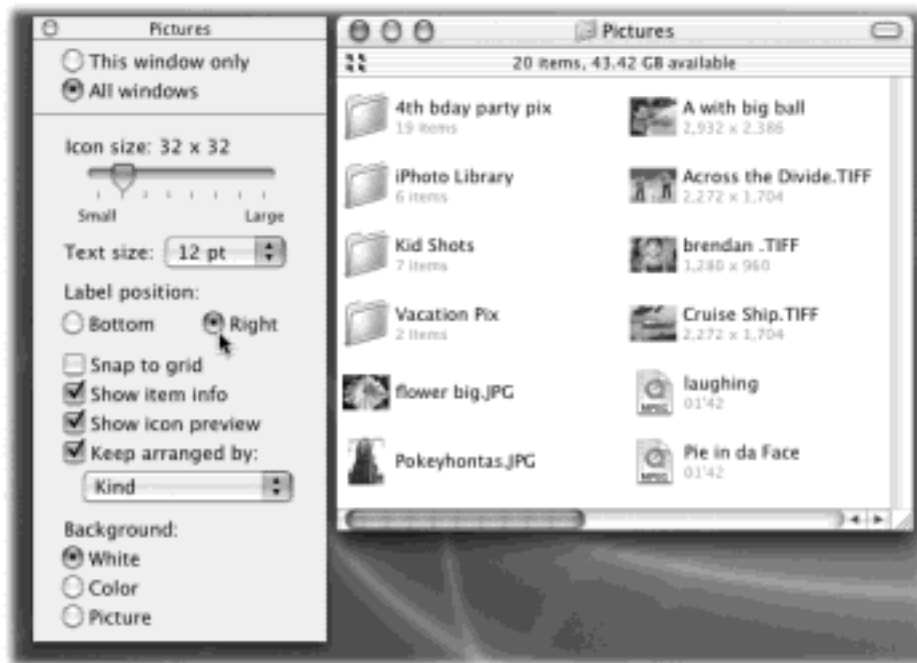 Pictures
This window only
All windows
Icon size: 32 x 32
Small Large
Text size: 12 pt
Label position:
Bottom Right
Snap to grid
Show item info
Show icon preview
Keep arranged by:
Kind
Background:
White
Color
Picture
Pictures
20 items, 43.42 GB available
4th bday party pix
19 items
A with big ball
2,932 x 2,386
iPhoto Library
6 items
Across the Divide.TIFF
2,272 x 1,704
Kid Shots
7 items
brendan .TIFF
1,280 x 960
Vacation Pix
2 items
Cruise Ship.TIFF
2,272 x 1,704
flower big.JPG
MPEG
laughing
01'42
Pokeyhontas.JPG
MPEG
Pie in da Face
01'42